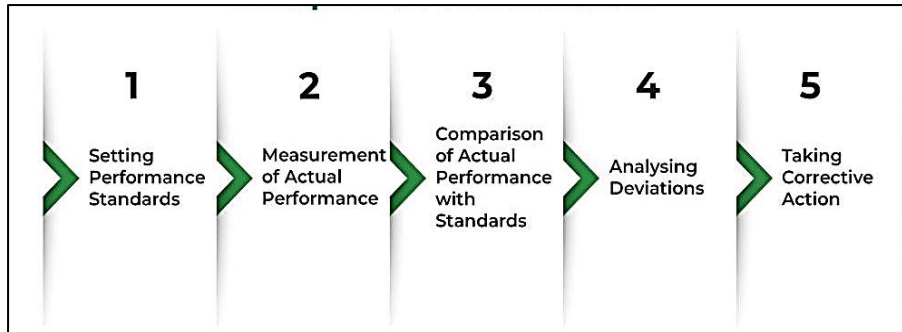 1
Setting
Performance
Standards
2
Measurement
of Actual
Performance
3
Comparison
of Actual
Performance
with
Standards
4
Analysing
Deviations
5
Taking
Corrective
Action